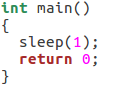 int main()
{
  sleep(1);
  return 0;
}